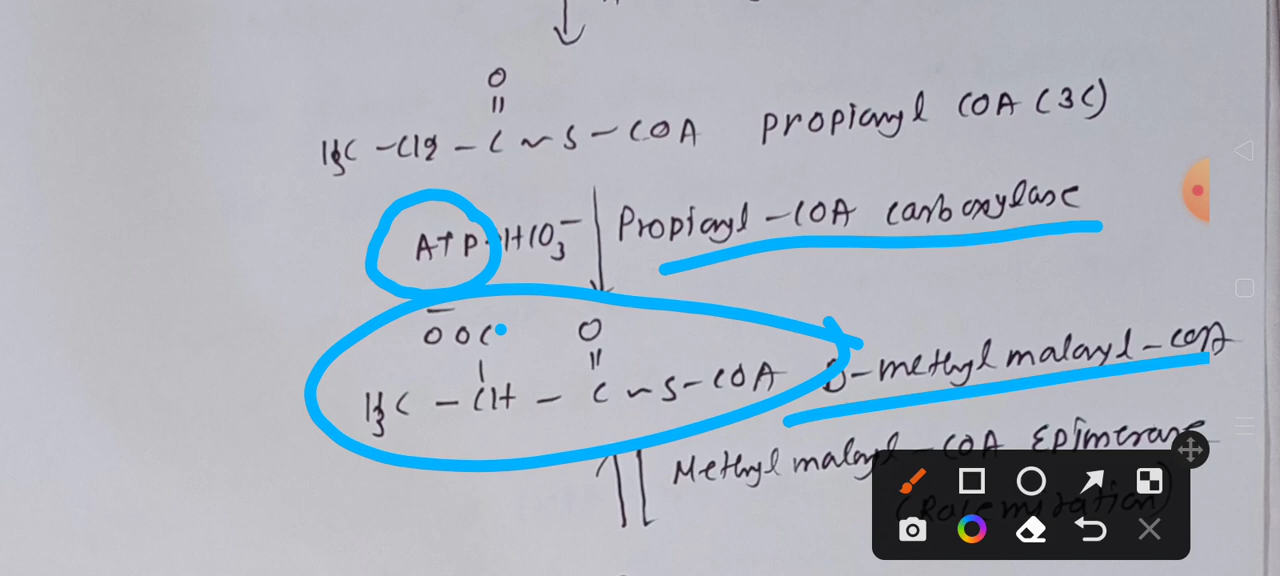 O
||
H3C - CH2 - C ~ S - COA propionyl COA (3C)
ATP HCO3- Propionyl - COA carboxylase
-OOC O
| ||
H3C - CH - C ~ S - COA D - methyl malonyl - COA
Methyl malonyl - COA Epimerase
(Racemization)